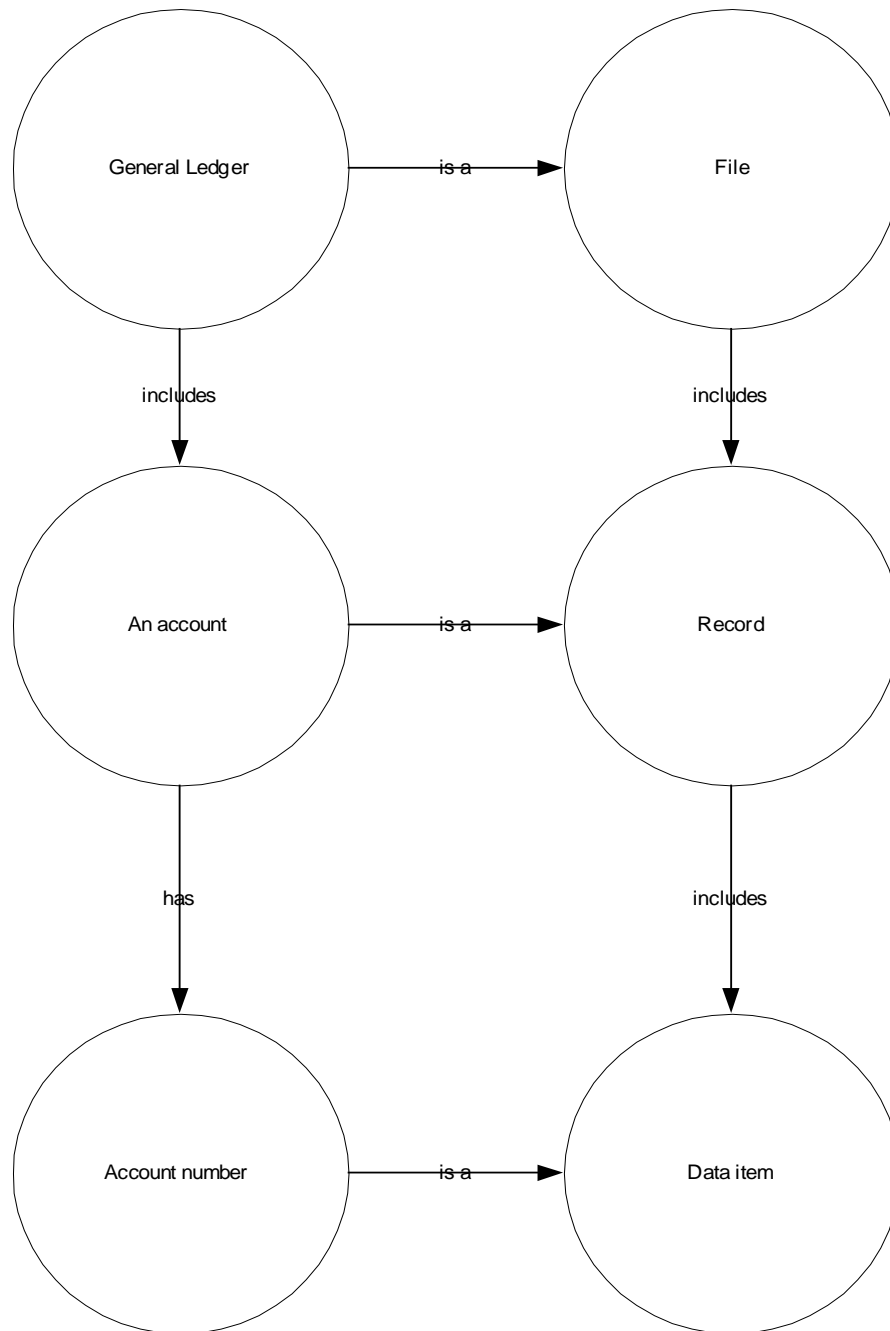 General Ledger
is a
File
includes
includes
An account
is a
Record
has
includes
Account number
is a
Data item